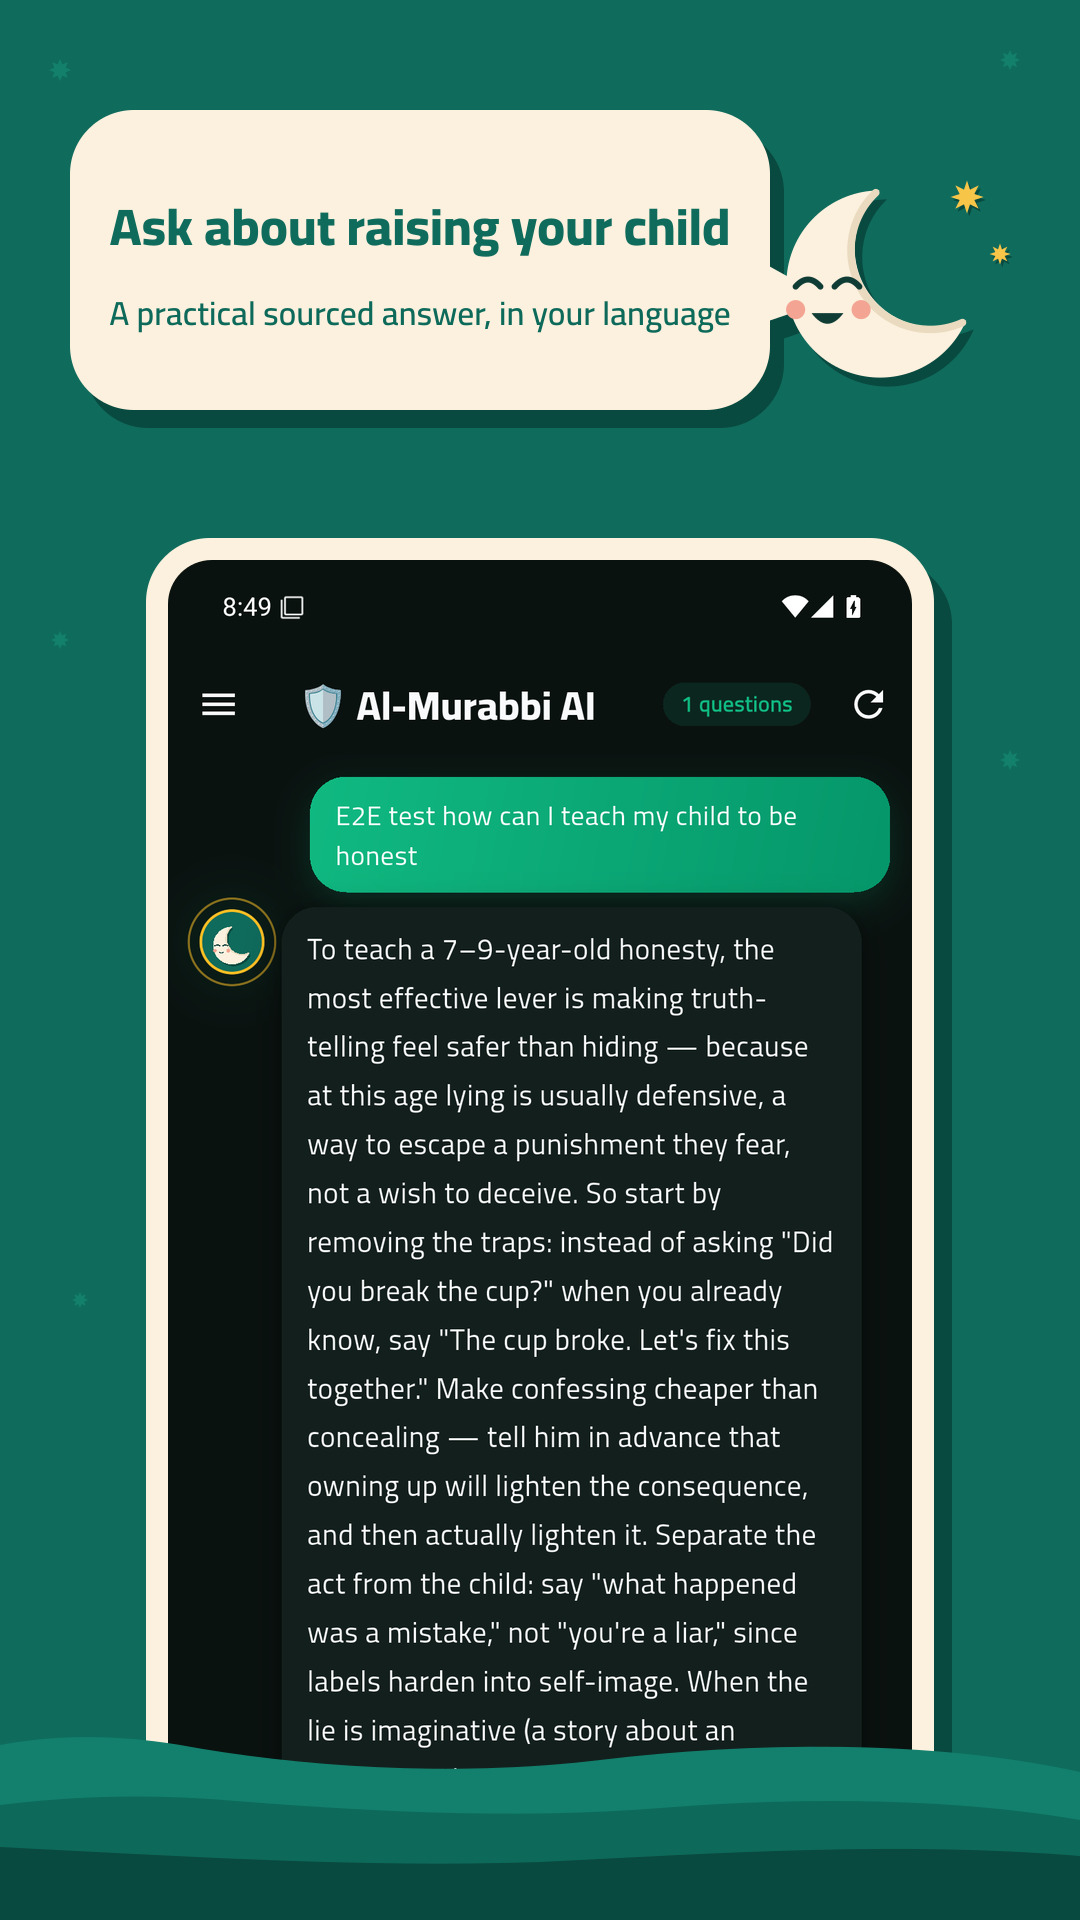 Ask about raising your child
A practical sourced answer, in your language
8:49
Al-Murabbi AI
1 questions
E2E test how can I teach my child to be
honest
To teach a 7–9-year-old honesty, the
most effective lever is making truth-
telling feel safer than hiding — because
at this age lying is usually defensive, a
way to escape a punishment they fear,
not a wish to deceive. So start by
removing the traps: instead of asking "Did
you break the cup?" when you already
know, say "The cup broke. Let's fix this
together." Make confessing cheaper than
concealing — tell him in advance that
owning up will lighten the consequence,
and then actually lighten it. Separate the
act from the child: say "what happened
was a mistake," not "you're a liar," since
labels harden into self-image. When the
lie is imaginative (a story about an